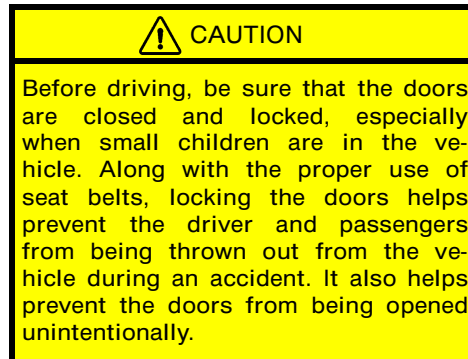 CAUTION
Before driving, be sure that the doors
are closed and locked, especially
when small children are in the ve-
hicle. Along with the proper use of
seat belts, locking the doors helps
prevent the driver and passengers
from being thrown out from the ve-
hicle during an accident. It also helps
prevent the doors from being opened
unintentionally.